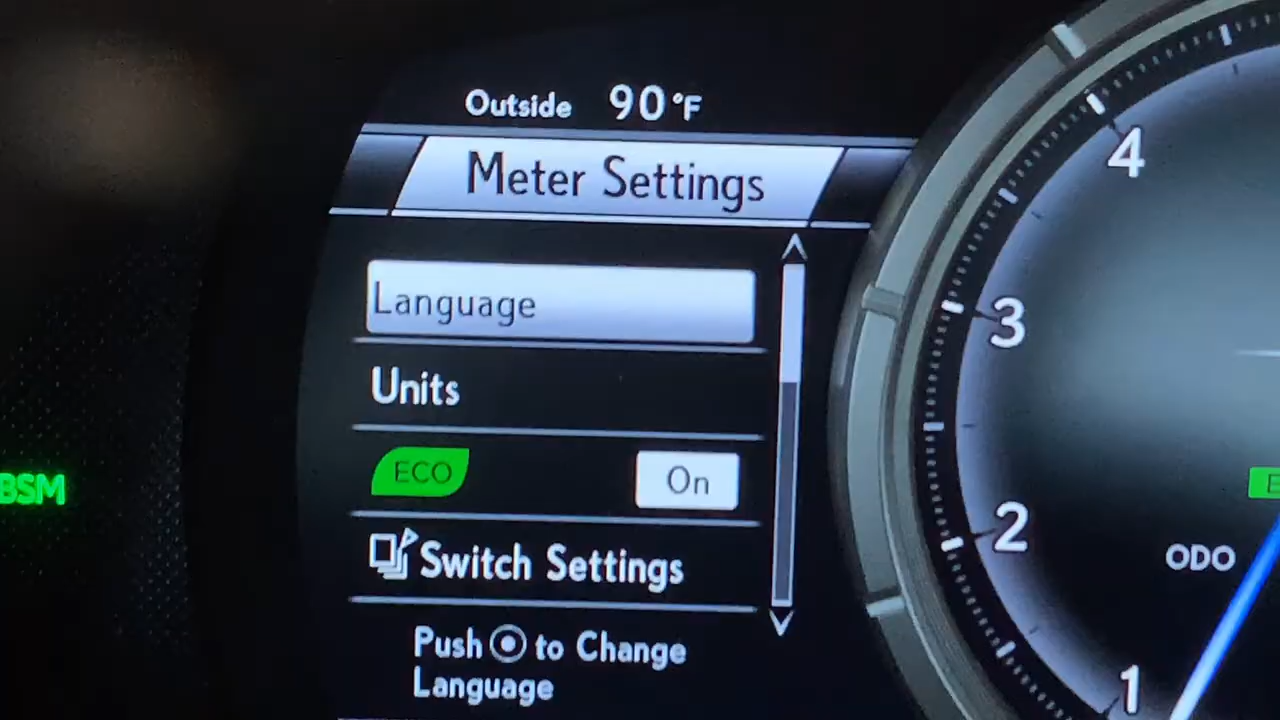 Outside 90 °F
Meter Settings
Language
Units
ECO On
Switch Settings
Push to Change
Language
BSM
4
3
2
1
ODO